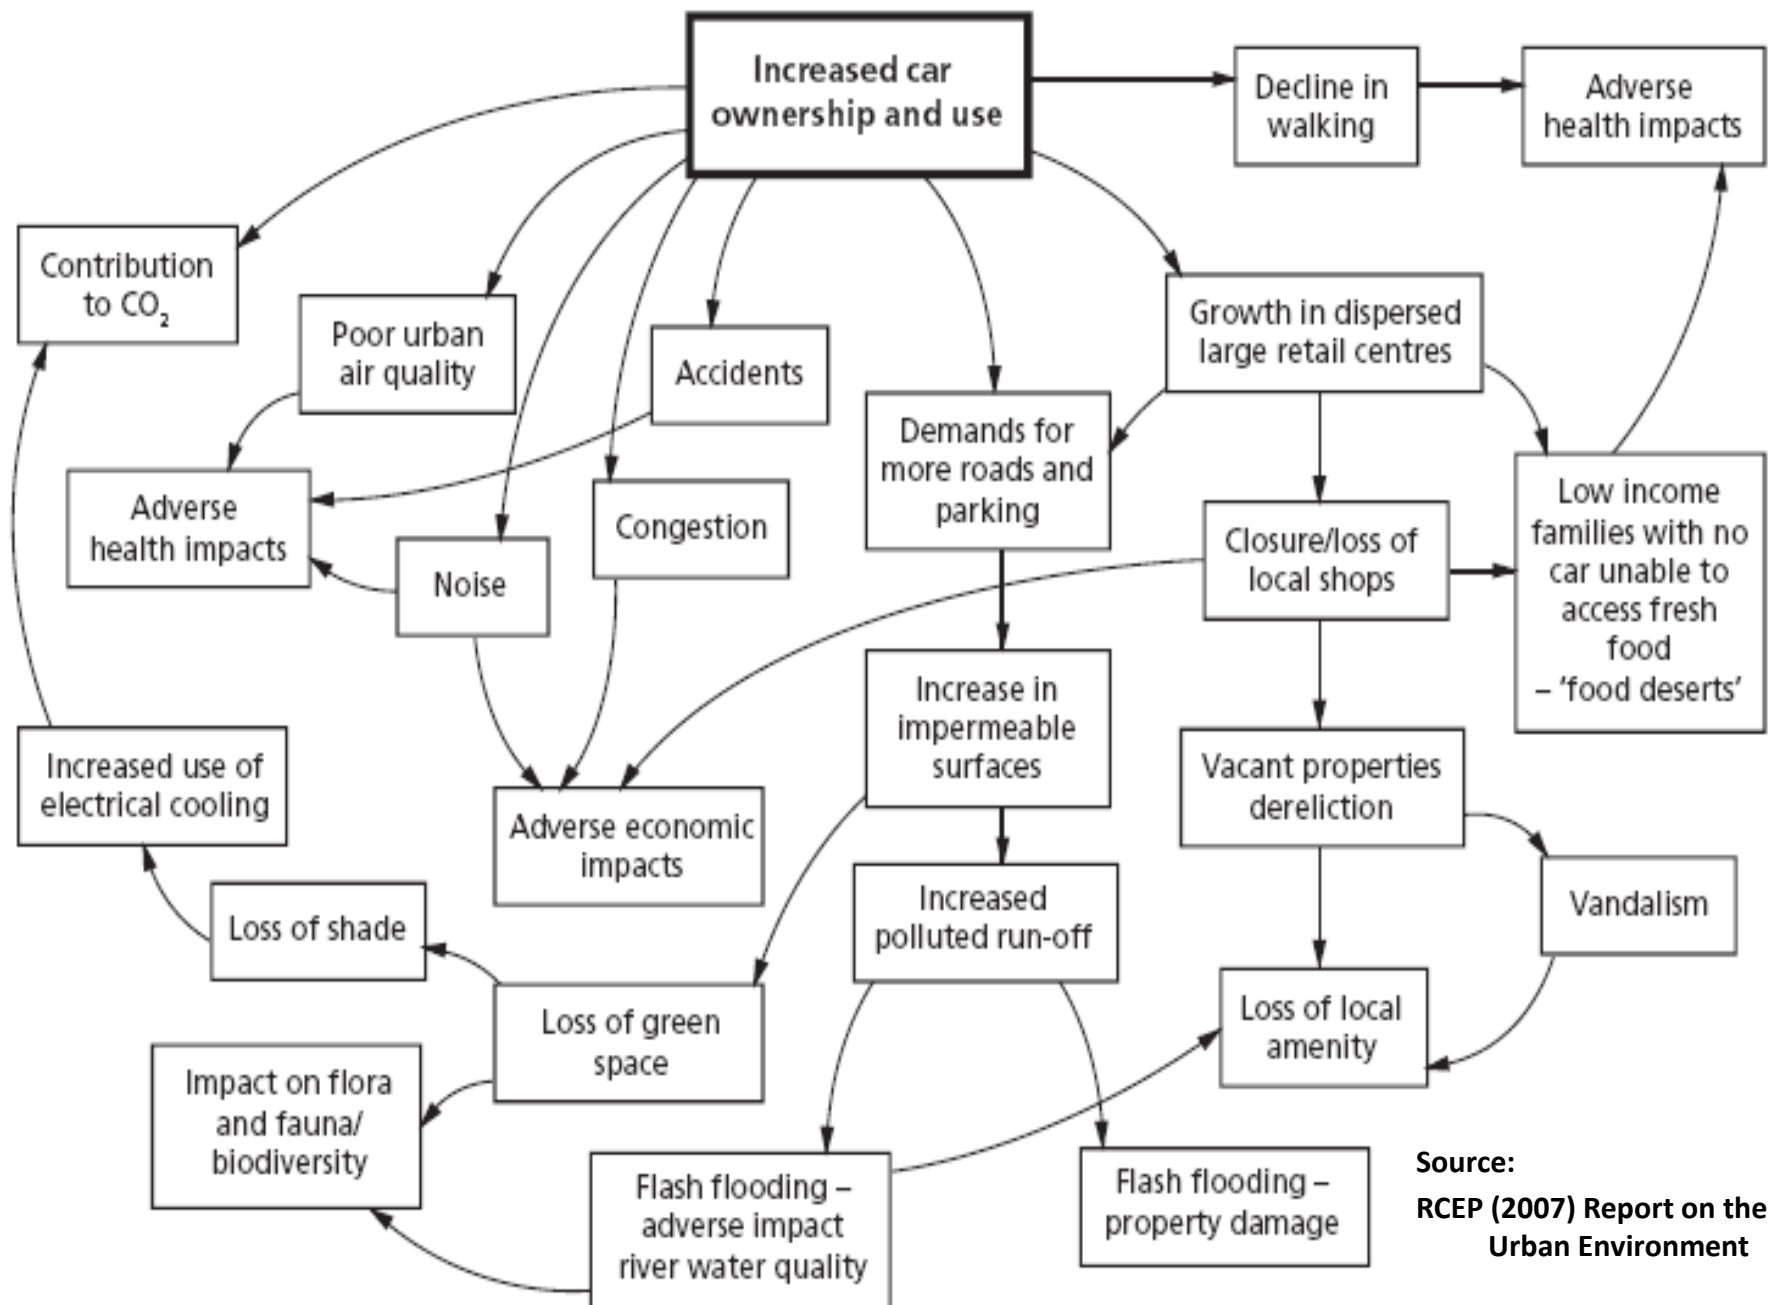 Increased car
ownership and use
Decline in
walking
Adverse
health impacts
Contribution
to CO₂
Poor urban
air quality
Accidents
Growth in dispersed
large retail centres
Demands for
more roads and
parking
Adverse
health impacts
Noise
Congestion
Closure/loss of
local shops
Low income
families with no
car unable to
access fresh
food
– ‘food deserts’
Increase in
impermeable
surfaces
Increased use of
electrical cooling
Adverse economic
impacts
Vacant properties
dereliction
Loss of shade
Increased
polluted run-off
Vandalism
Loss of green
space
Loss of local
amenity
Impact on flora
and fauna/
biodiversity
Flash flooding –
adverse impact
river water quality
Flash flooding –
property damage
Source:
RCEP (2007) Report on the
Urban Environment